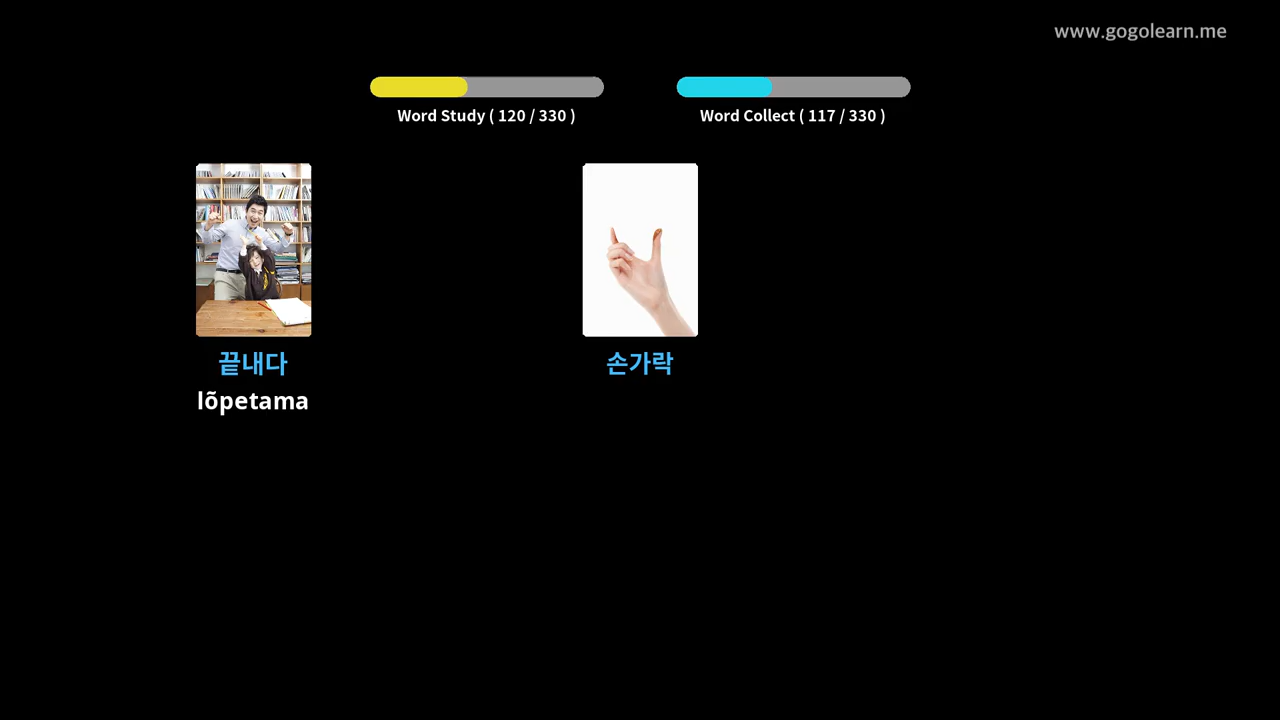 www.gogolearn.me
Word Study ( 120 / 330 )
Word Collect ( 117 / 330 )
끝내다
손가락
lõpetama